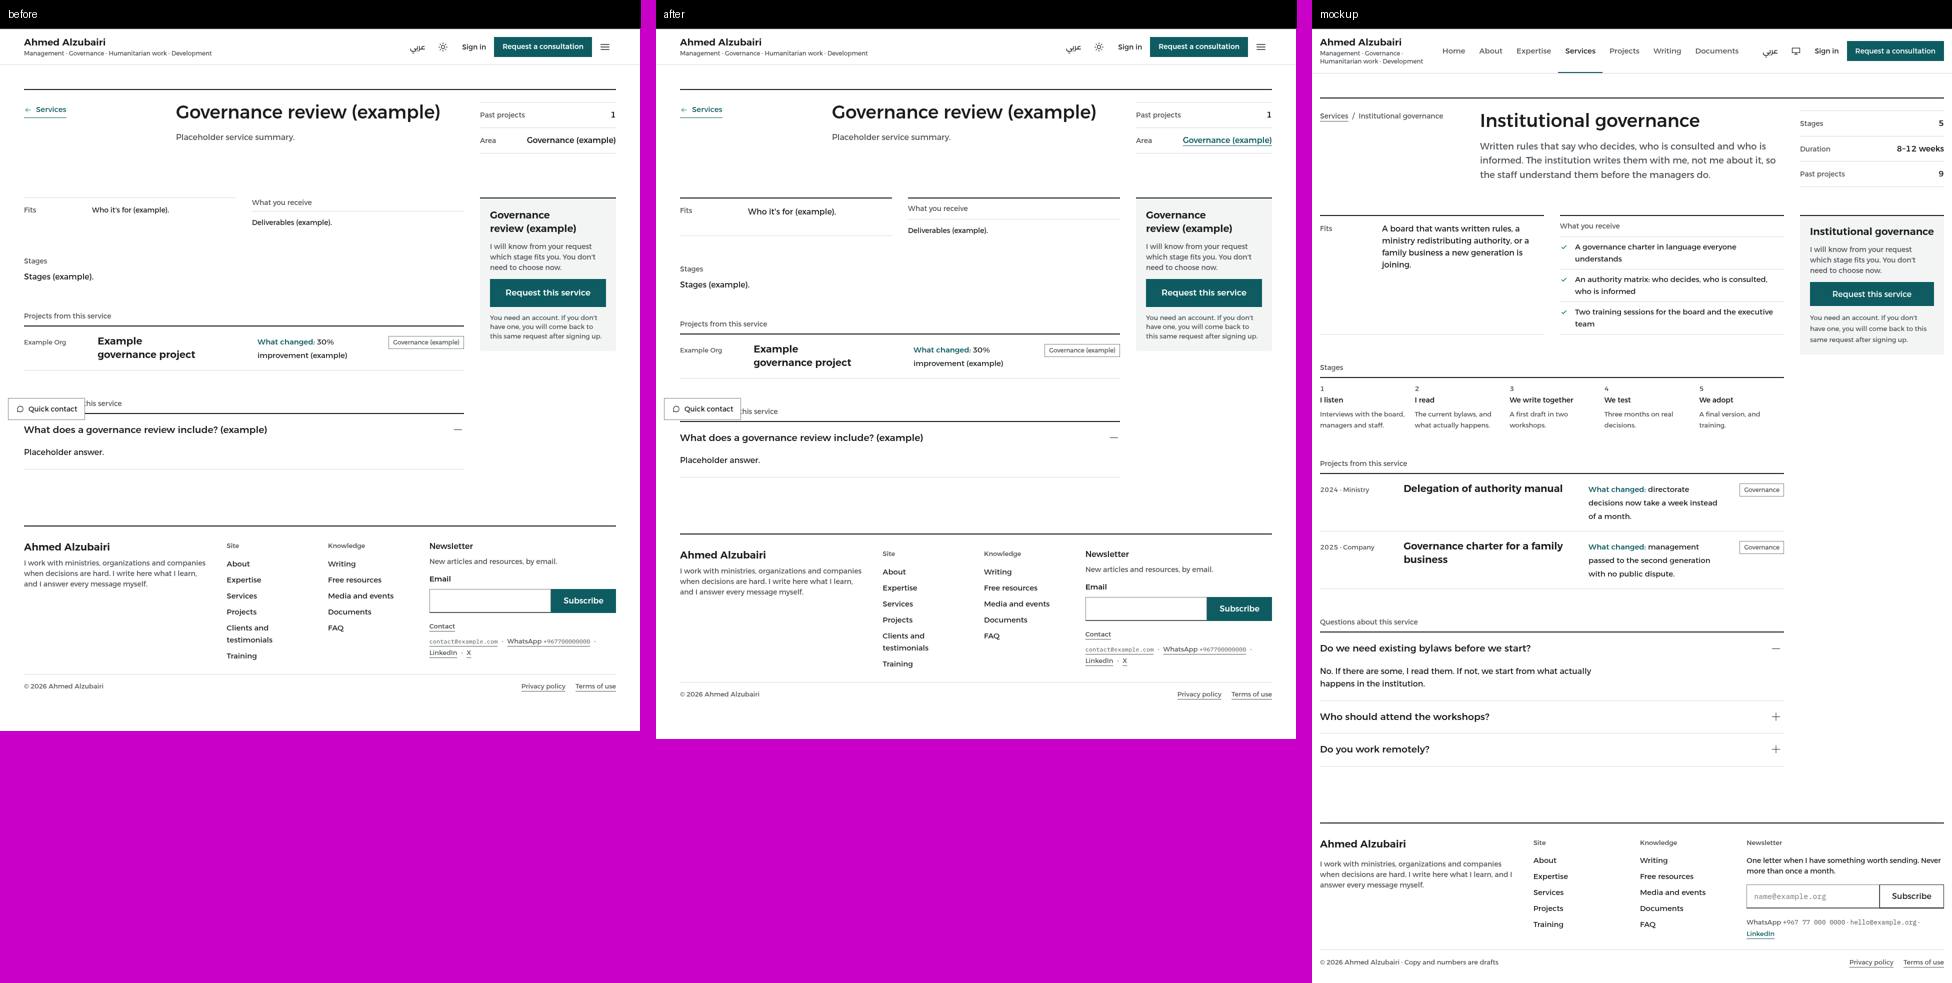 before
Ahmed Alzubairi
Management · Governance · Humanitarian work · Development
عربي
Sign in
Request a consultation
← Services
Governance review (example)
Placeholder service summary.
Past projects 1
Area Governance (example)
Fits
Who it's for (example).
What you receive
Deliverables (example).
Stages
Stages (example).
Governance
review (example)
I will know from your request
which stage fits you. You don't
need to choose now.
Request this service
You need an account. If you don't
have one, you will come back to
this same request after signing up.
Projects from this service
Example Org
Example
governance project
What changed: 30%
improvement (example)
Governance (example)
Quick contact
this service
What does a governance review include? (example)
Placeholder answer.
Ahmed Alzubairi
I work with ministries, organizations and companies
when decisions are hard. I write here what I learn,
and I answer every message myself.
Site
About
Expertise
Services
Projects
Clients and
testimonials
Training
Knowledge
Writing
Free resources
Media and events
Documents
FAQ
Newsletter
New articles and resources, by email.
Email
Subscribe
Contact
contact@example.com · WhatsApp +967700000000 ·
LinkedIn · X
© 2026 Ahmed Alzubairi
Privacy policy
Terms of use
after
Ahmed Alzubairi
Management · Governance · Humanitarian work · Development
عربي
Sign in
Request a consultation
← Services
Governance review (example)
Placeholder service summary.
Past projects 1
Area Governance (example)
Fits
Who it's for (example).
What you receive
Deliverables (example).
Stages
Stages (example).
Governance
review (example)
I will know from your request
which stage fits you. You don't
need to choose now.
Request this service
You need an account. If you don't
have one, you will come back to
this same request after signing up.
Projects from this service
Example Org
Example
governance project
What changed: 30%
improvement (example)
Governance (example)
Quick contact
this service
What does a governance review include? (example)
Placeholder answer.
Ahmed Alzubairi
I work with ministries, organizations and companies
when decisions are hard. I write here what I learn,
and I answer every message myself.
Site
About
Expertise
Services
Projects
Clients and
testimonials
Training
Knowledge
Writing
Free resources
Media and events
Documents
FAQ
Newsletter
New articles and resources, by email.
Email
Subscribe
Contact
contact@example.com · WhatsApp +967700000000 ·
LinkedIn · X
© 2026 Ahmed Alzubairi
Privacy policy
Terms of use
mockup
Ahmed Alzubairi
Management · Governance ·
Humanitarian work · Development
Home
About
Expertise
Services
Projects
Writing
Documents
عربي
Sign in
Request a consultation
Services / Institutional governance
Institutional governance
Written rules that say who decides, who is consulted and who is
informed. The institution writes them with me, not me about it, so
the staff understand them before the managers do.
Stages 5
Duration 8–12 weeks
Past projects 9
Fits
A board that wants written rules, a
ministry redistributing authority, or a
family business a new generation is
joining.
What you receive
A governance charter in language everyone
understands
An authority matrix: who decides, who is consulted,
who is informed
Two training sessions for the board and the executive
team
Institutional governance
I will know from your request
which stage fits you. You don't
need to choose now.
Request this service
You need an account. If you don't
have one, you will come back to this
same request after signing up.
Stages
1
I listen
Interviews with the board,
managers and staff.
2
I read
The current bylaws, and
what actually happens.
3
We write together
A first draft in two
workshops.
4
We test
Three months on real
decisions.
5
We adopt
A final version, and
training.
Projects from this service
2024 · Ministry
Delegation of authority manual
What changed: directorate
decisions now take a week instead
of a month.
Governance
2025 · Company
Governance charter for a family
business
What changed: management
passed to the second generation
with no public dispute.
Governance
Questions about this service
Do we need existing bylaws before we start?
No. If there are some, I read them. If not, we start from what actually
happens in the institution.
Who should attend the workshops?
Do you work remotely?
Ahmed Alzubairi
I work with ministries, organizations and companies
when decisions are hard. I write here what I learn, and I
answer every message myself.
Site
About
Expertise
Services
Projects
Training
Knowledge
Writing
Free resources
Media and events
Documents
FAQ
Newsletter
One letter when I have something worth sending. Never
more than once a month.
name@example.org
Subscribe
WhatsApp +967 77 000 0000 · hello@example.org ·
LinkedIn
© 2026 Ahmed Alzubairi · Copy and numbers are drafts
Privacy policy
Terms of use